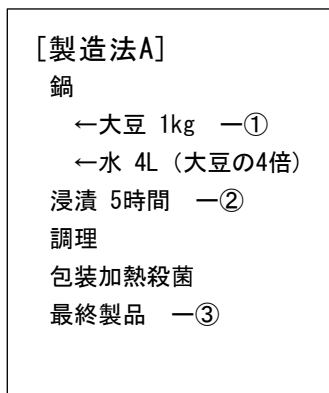 [製造法A]
鍋
←大豆 1kg ー①
←水 4L (大豆の4倍)
浸漬 5時間 ー②
調理
包装加熱殺菌
最終製品 ー③